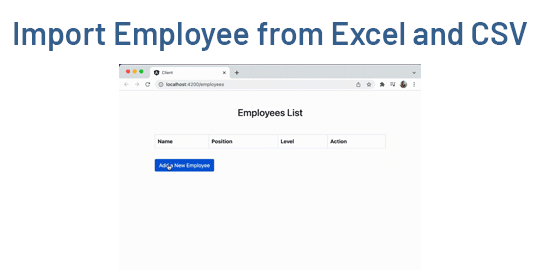 Import Employee from Excel and CSV
Client
localhost:4200/employees
Employees List
Name Position Level Action
Add a New Employee